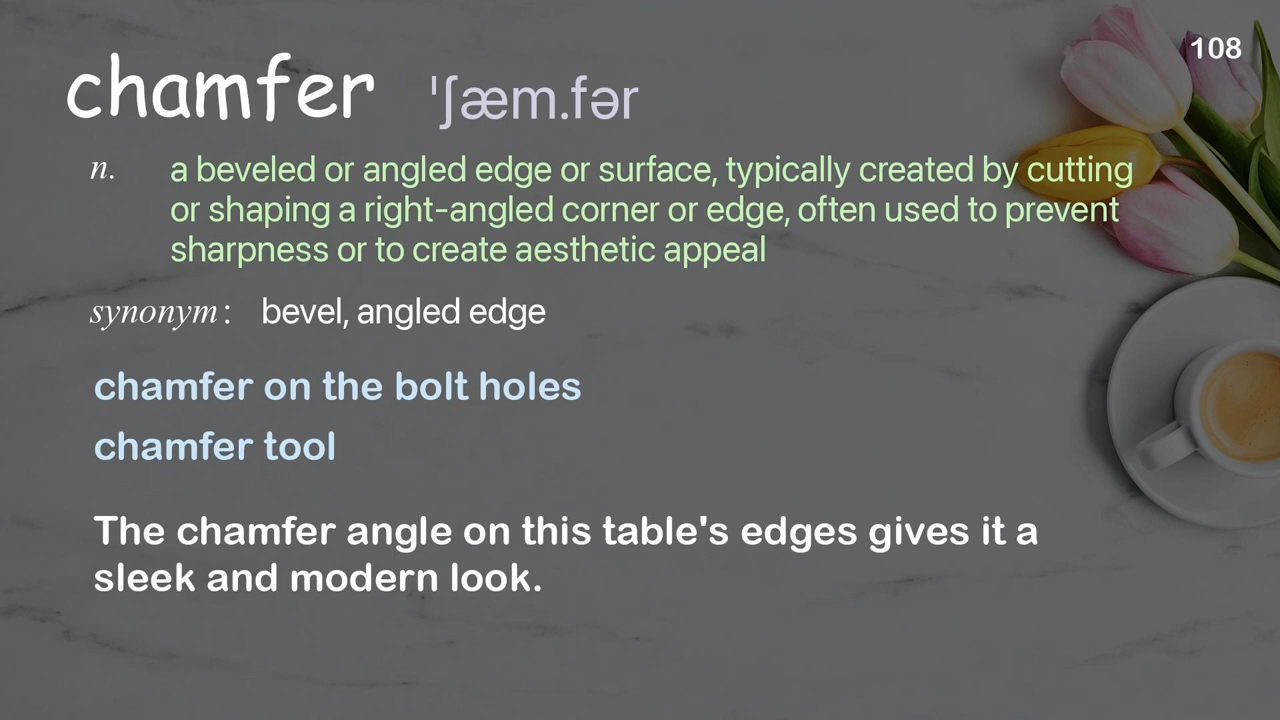 108
chamfer ˈʃæm.fər
n. a beveled or angled edge or surface, typically created by cutting
or shaping a right-angled corner or edge, often used to prevent
sharpness or to create aesthetic appeal
synonym: bevel, angled edge
chamfer on the bolt holes
chamfer tool
The chamfer angle on this table's edges gives it a
sleek and modern look.